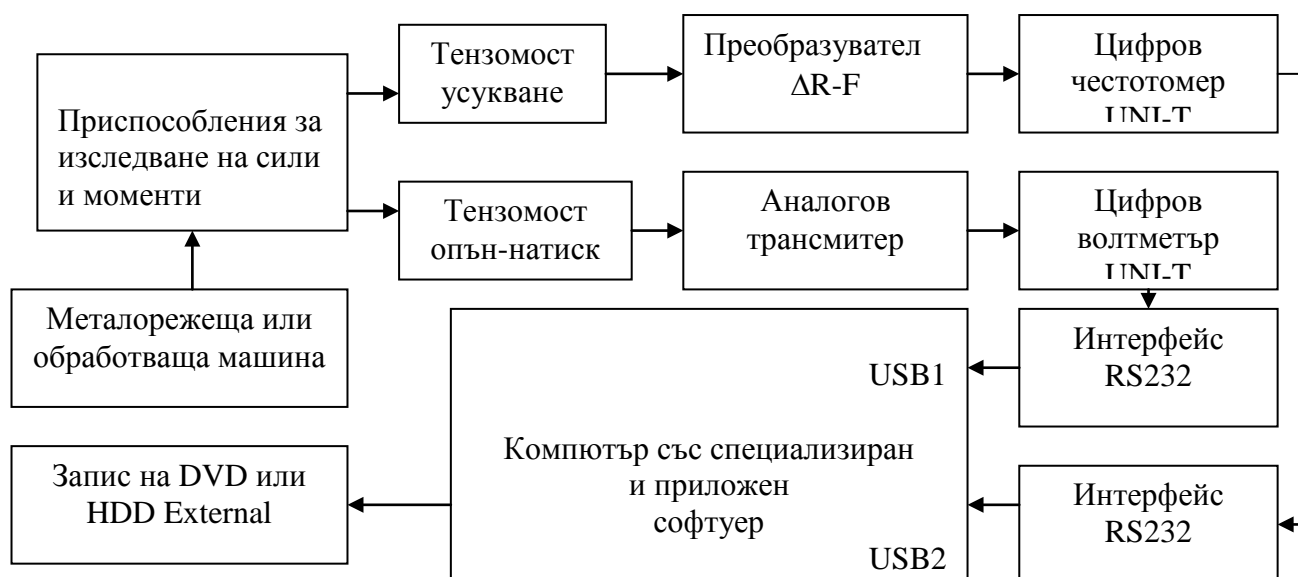 Тензомост
усукване
Преобразувател
ΔR-F
Цифров
честотомер
UNI-T
Приспособления за
изследване на сили
и моменти
Тензомост
опън-натиск
Аналогов
трансмитер
Цифров
волтметър
UNI-T
Металорежеща или
обработваща машина
Интерфейс
RS232
USB1
Компютър със специализиран
и приложен
софтуер
USB2
Запис на DVD или
HDD External
Интерфейс
RS232